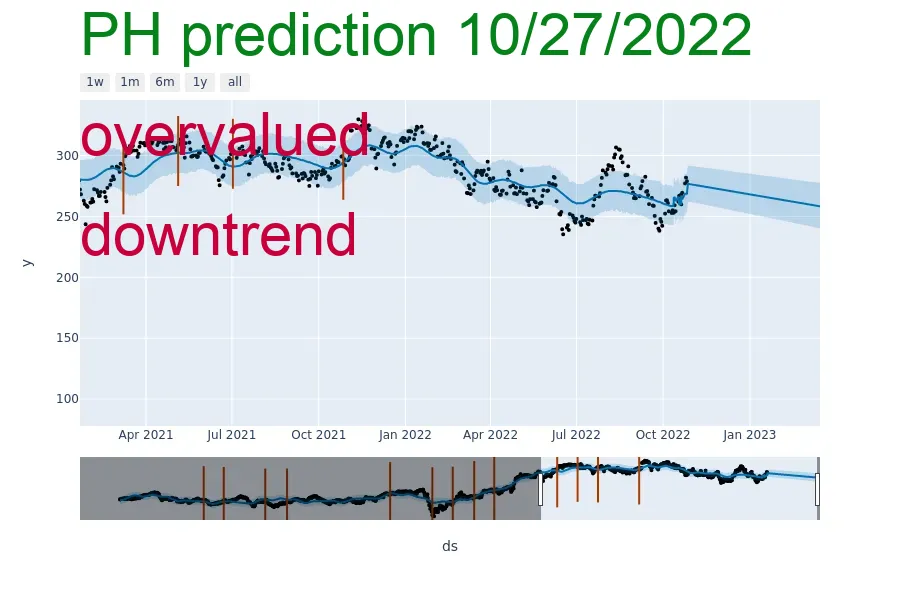 PH prediction 10/27/2022
1w 1m 6m 1y all
overvalued
300
250
downtrend
y
200
150
100
Apr 2021 Jul 2021 Oct 2021 Jan 2022 Apr 2022 Jul 2022 Oct 2022 Jan 2023
ds